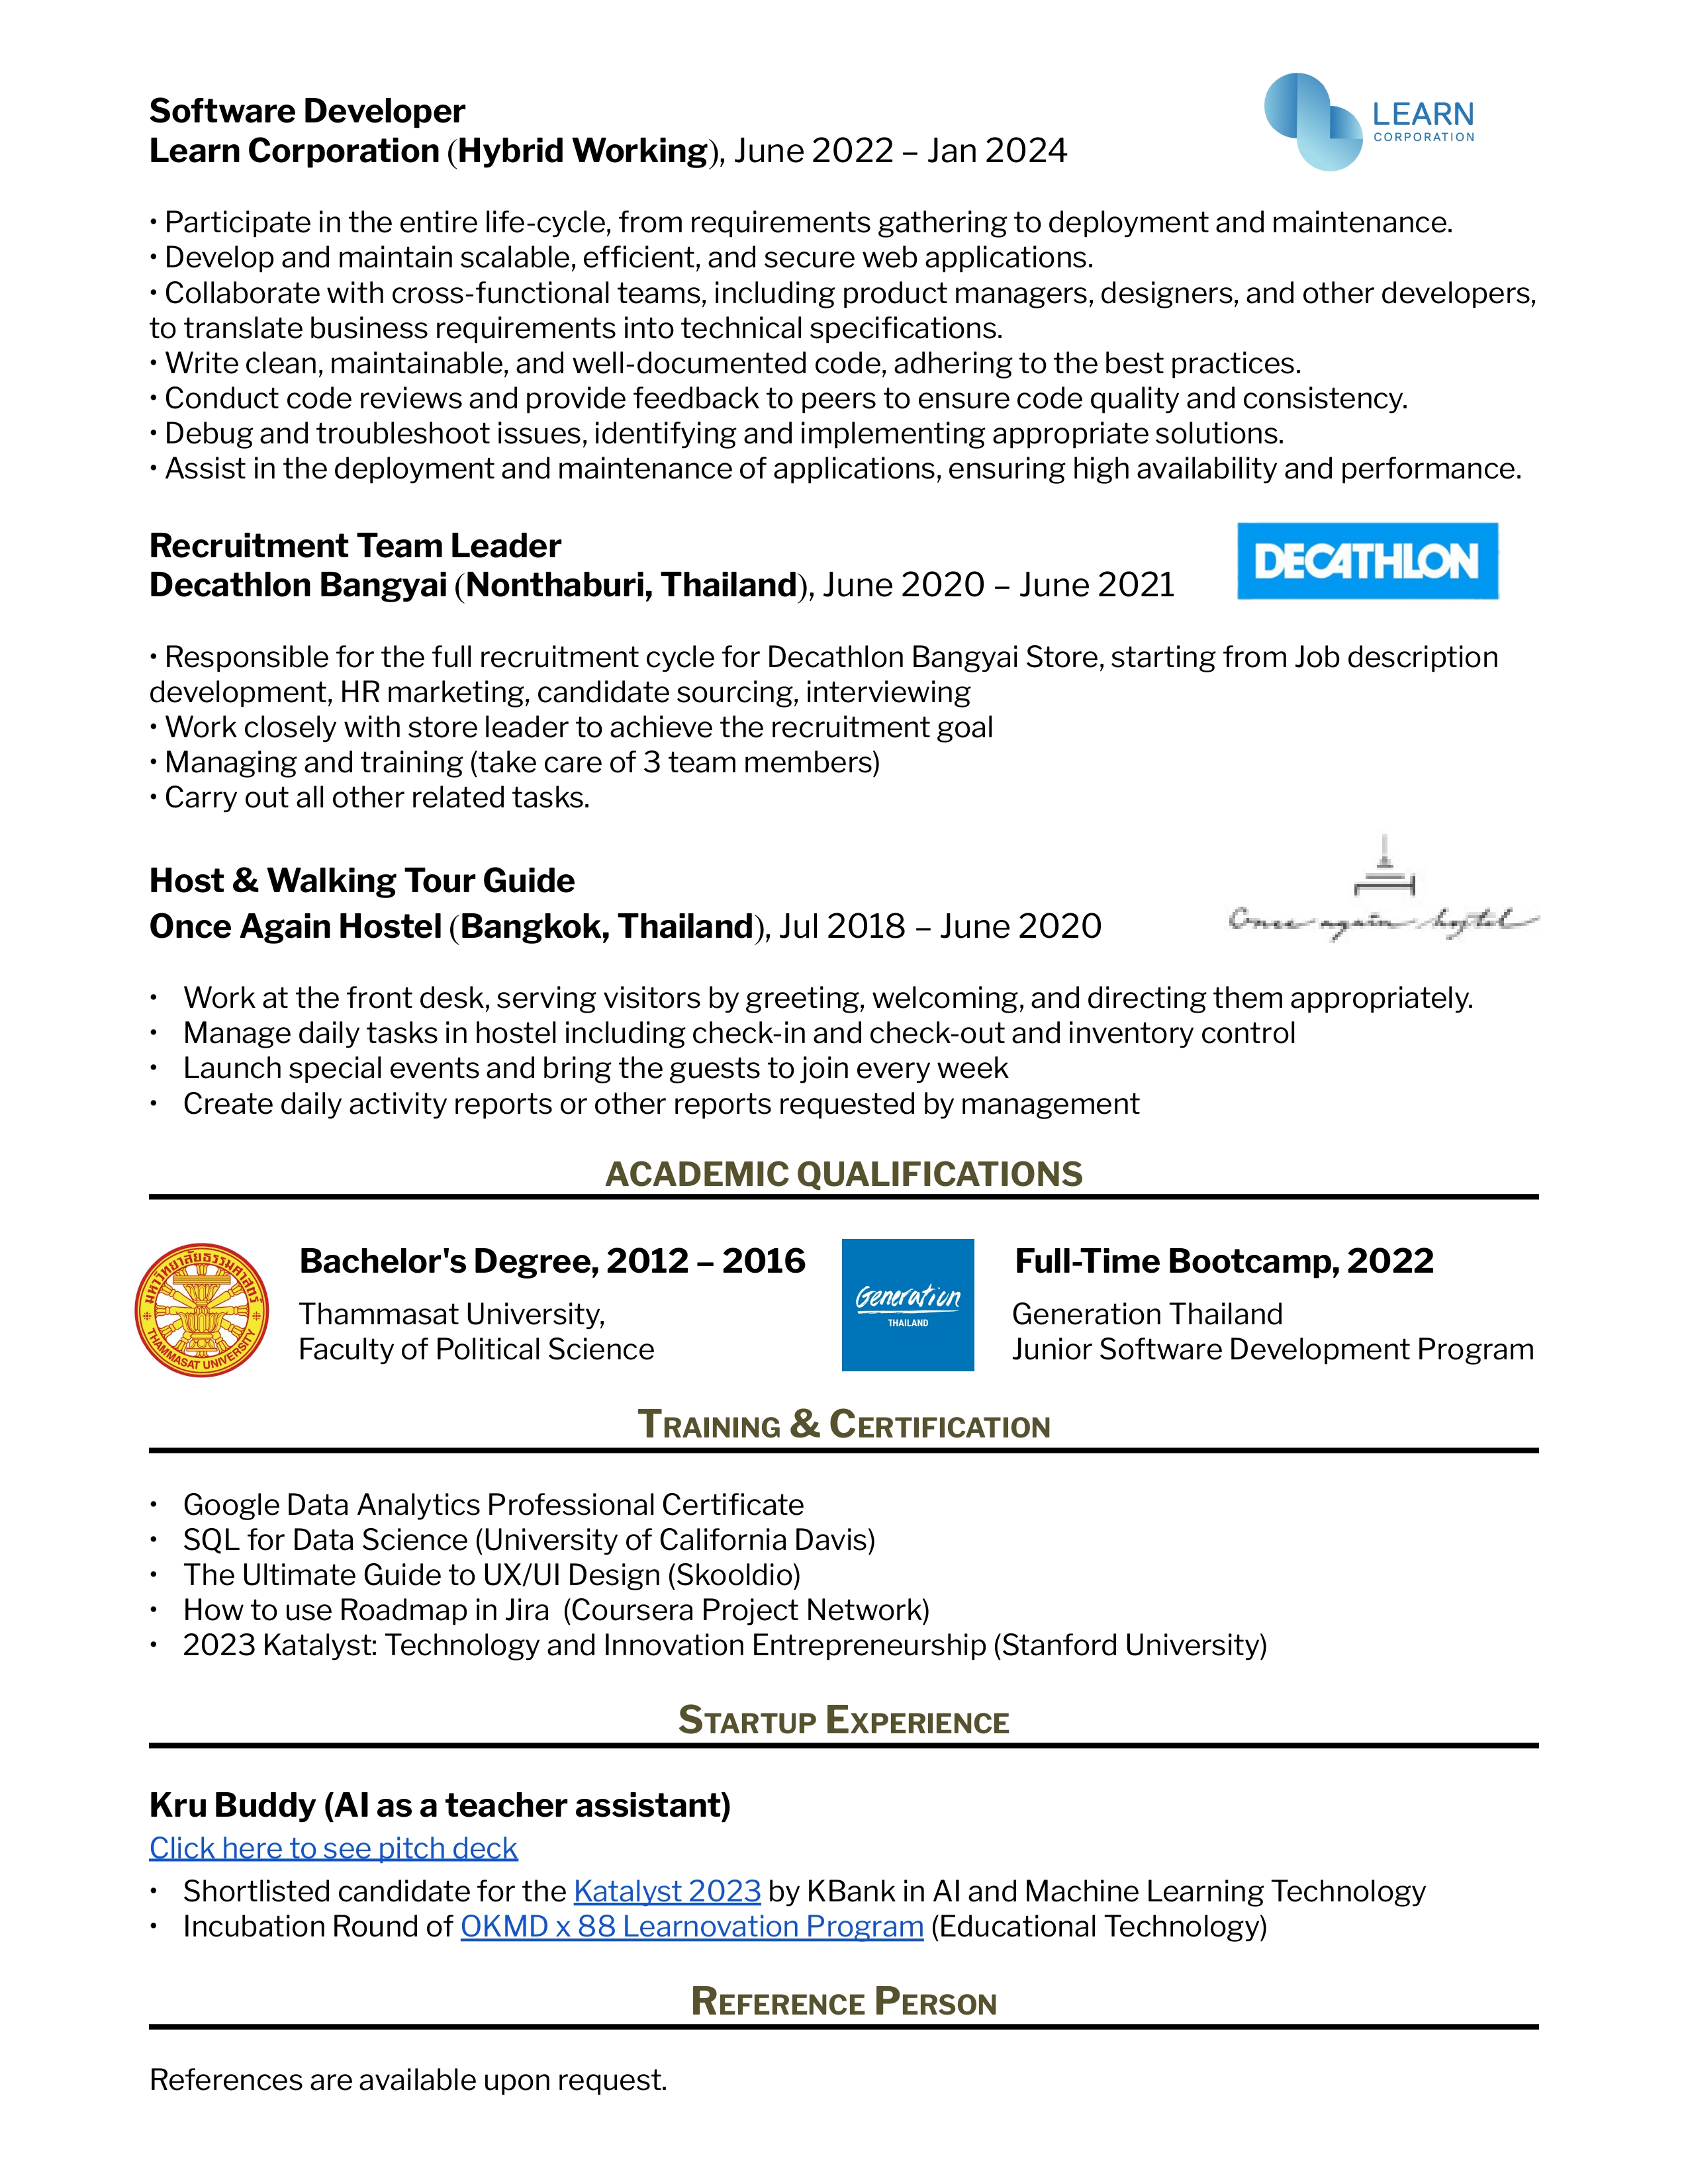 Software Developer
Learn Corporation (Hybrid Working), June 2022 – Jan 2024
LEARN
CORPORATION
• Participate in the entire life-cycle, from requirements gathering to deployment and maintenance.
• Develop and maintain scalable, efficient, and secure web applications.
• Collaborate with cross-functional teams, including product managers, designers, and other developers,
to translate business requirements into technical specifications.
• Write clean, maintainable, and well-documented code, adhering to the best practices.
• Conduct code reviews and provide feedback to peers to ensure code quality and consistency.
• Debug and troubleshoot issues, identifying and implementing appropriate solutions.
• Assist in the deployment and maintenance of applications, ensuring high availability and performance.
Recruitment Team Leader
Decathlon Bangyai (Nonthaburi, Thailand), June 2020 – June 2021
DECATHLON
• Responsible for the full recruitment cycle for Decathlon Bangyai Store, starting from Job description
development, HR marketing, candidate sourcing, interviewing
• Work closely with store leader to achieve the recruitment goal
• Managing and training (take care of 3 team members)
• Carry out all other related tasks.
Host & Walking Tour Guide
Once Again Hostel (Bangkok, Thailand), Jul 2018 – June 2020
Once again hostel
• Work at the front desk, serving visitors by greeting, welcoming, and directing them appropriately.
• Manage daily tasks in hostel including check-in and check-out and inventory control
• Launch special events and bring the guests to join every week
• Create daily activity reports or other reports requested by management
ACADEMIC QUALIFICATIONS
มหาวิทยาลัยธรรมศาสตร์
THAMMASAT UNIVERSITY
Bachelor's Degree, 2012 – 2016
Thammasat University,
Faculty of Political Science
Generation
THAILAND
Full-Time Bootcamp, 2022
Generation Thailand
Junior Software Development Program
TRAINING & CERTIFICATION
• Google Data Analytics Professional Certificate
• SQL for Data Science (University of California Davis)
• The Ultimate Guide to UX/UI Design (Skooldio)
• How to use Roadmap in Jira (Coursera Project Network)
• 2023 Katalyst: Technology and Innovation Entrepreneurship (Stanford University)
STARTUP EXPERIENCE
Kru Buddy (AI as a teacher assistant)
Click here to see pitch deck
• Shortlisted candidate for the Katalyst 2023 by KBank in AI and Machine Learning Technology
• Incubation Round of OKMD x 88 Learnovation Program (Educational Technology)
REFERENCE PERSON
References are available upon request.